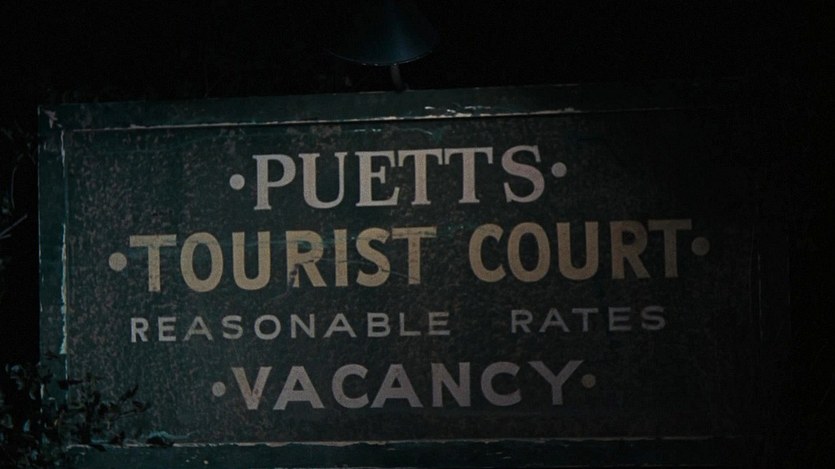 ·PUETTS·
·TOURIST COURT·
REASONABLE RATES
·VACANCY·